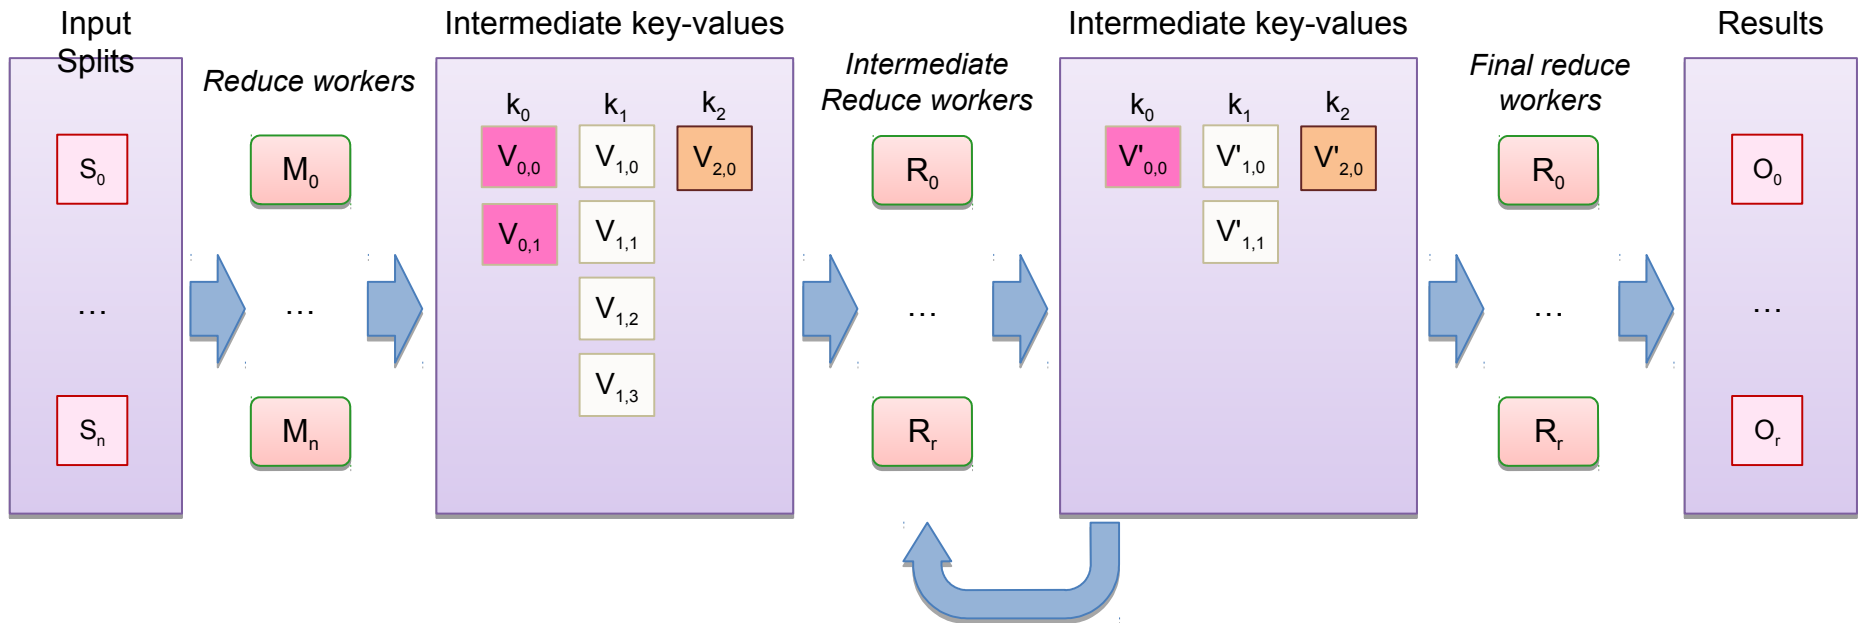 Input
Splits
Reduce workers
Intermediate key-values
Intermediate
Reduce workers
Intermediate key-values
Final reduce
workers
Results
S0
...
Sn
M0
...
Mn
k0 k1 k2
V0,0 V1,0 V2,0
V0,1 V1,1
V1,2
V1,3
R0
...
Rr
k0 k1 k2
V'0,0 V'1,0 V'2,0
V'1,1
R0
...
Rr
O0
...
Or